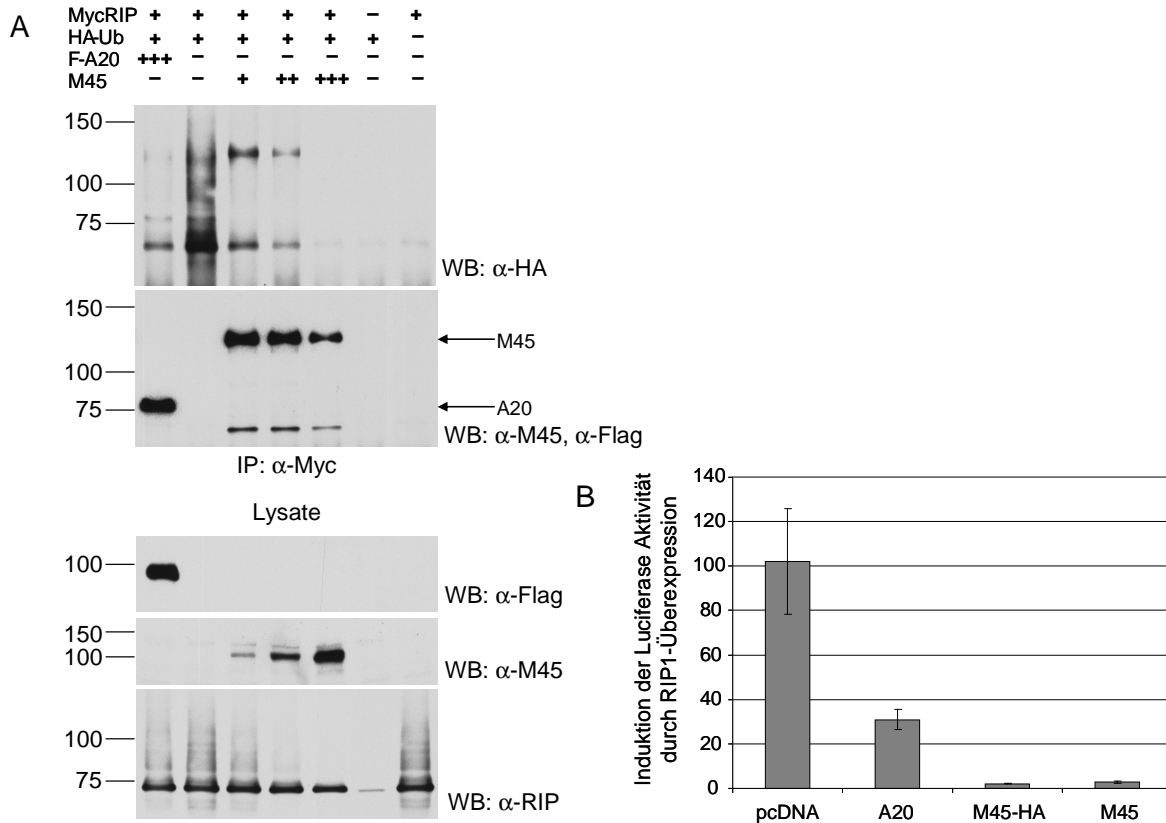 A
MycRIP + + + + + – +
HA-Ub + + + + + + –
F-A20 +++ – – – – – –
M45 – – + ++ +++ – –
150
100
75
WB: α-HA
150
M45
100
75
A20
WB: α-M45, α-Flag
IP: α-Myc
Lysate
100
WB: α-Flag
150
100
WB: α-M45
100
75
WB: α-RIP
B
Induktion der Luciferase Aktivität
durch RIP1-Überexpression
140
120
100
80
60
40
20
0
pcDNA A20 M45-HA M45